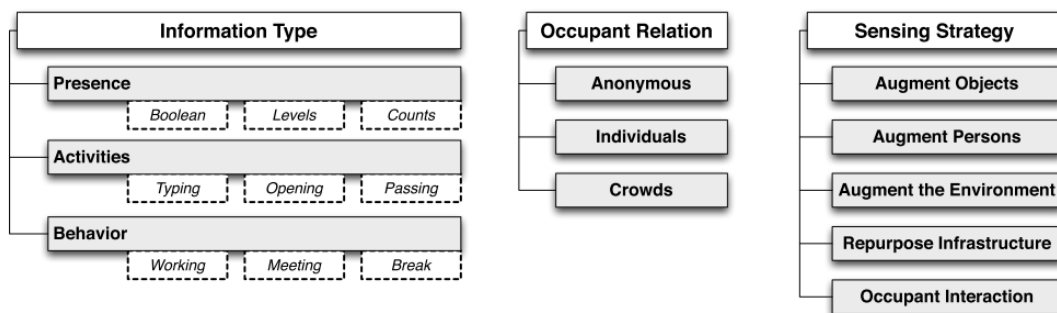 Information Type
Presence
Boolean Levels Counts
Activities
Typing Opening Passing
Behavior
Working Meeting Break
Occupant Relation
Anonymous
Individuals
Crowds
Sensing Strategy
Augment Objects
Augment Persons
Augment the Environment
Repurpose Infrastructure
Occupant Interaction